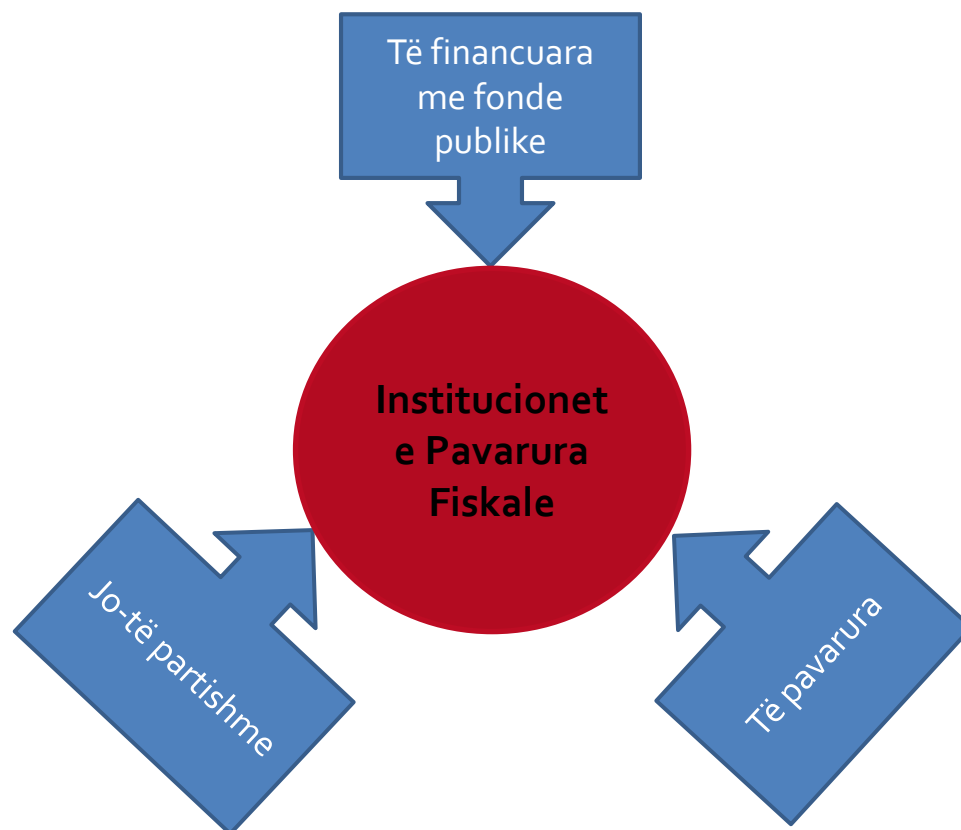 Të financuara
me fonde
publike
Institucionet
e Pavarura
Fiskale
Jo-të partishme
Të pavarura